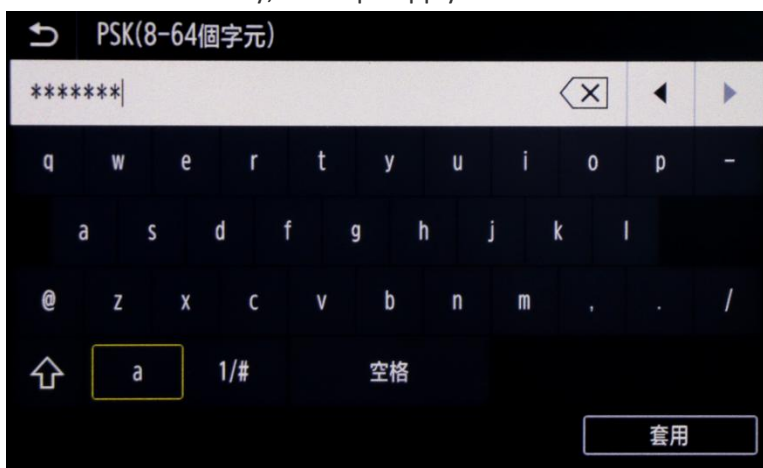 PSK(8-64個字元)
*******
q w e r t y u i o p -
a s d f g h j k l
@ z x c v b n m , . /
a 1/# 空格
套用